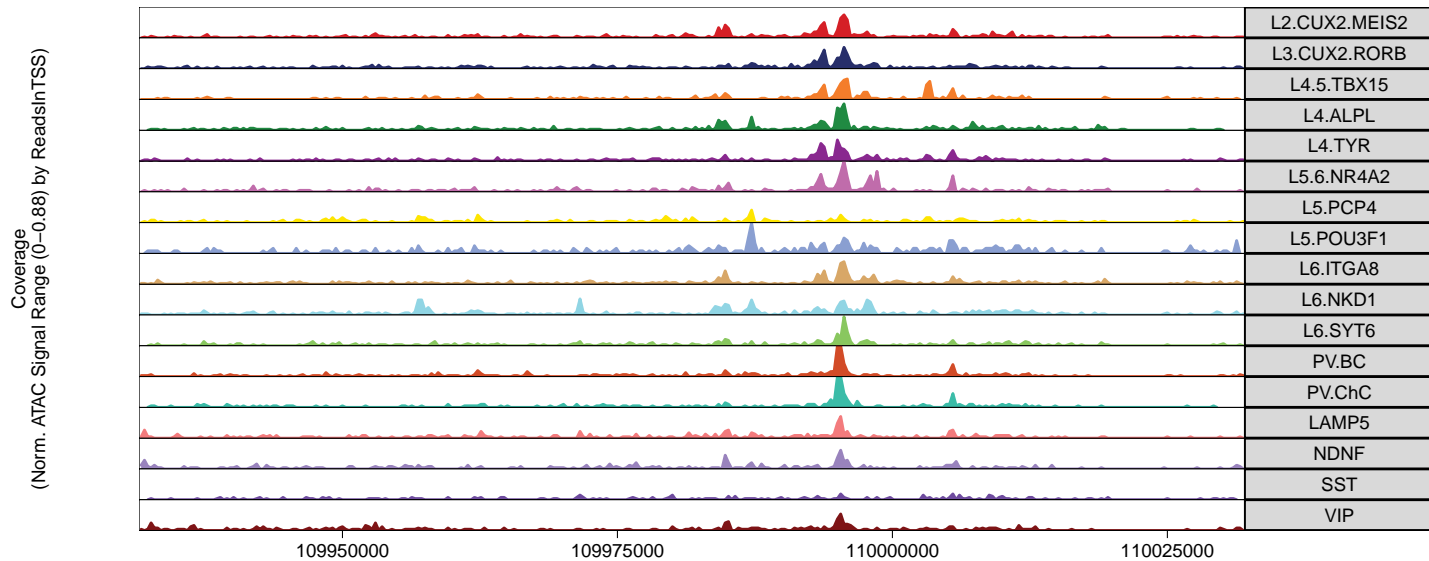 Coverage
(Norm. ATAC Signal Range (0−0.88) by ReadsInTSS)
L2.CUX2.MEIS2
L3.CUX2.RORB
L4.5.TBX15
L4.ALPL
L4.TYR
L5.6.NR4A2
L5.PCP4
L5.POU3F1
L6.ITGA8
L6.NKD1
L6.SYT6
PV.BC
PV.ChC
LAMP5
NDNF
SST
VIP
109950000 109975000 110000000 110025000